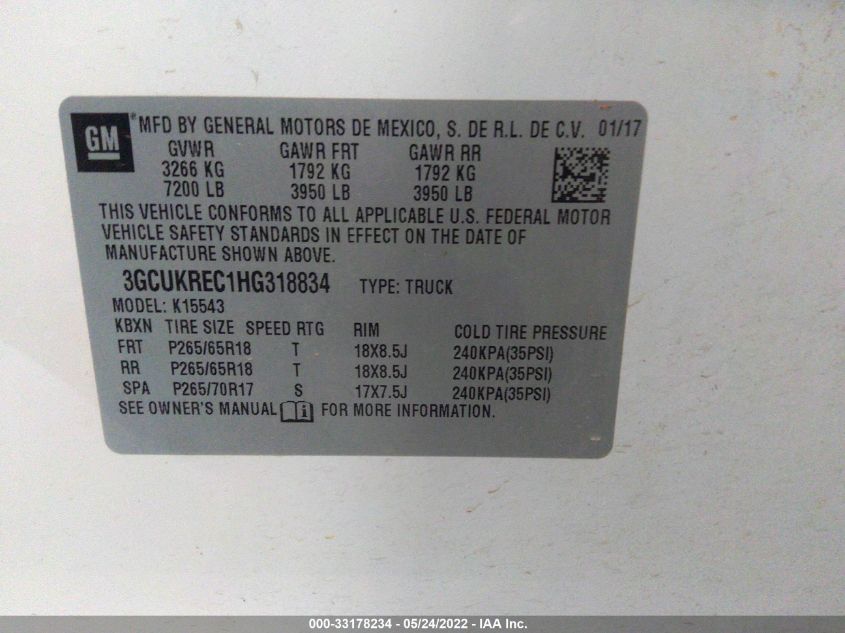 GM *MFD BY GENERAL MOTORS DE MEXICO, S. DE R.L. DE C.V. 01/17
GVWR GAWR FRT GAWR RR
3266 KG 1792 KG 1792 KG
7200 LB 3950 LB 3950 LB
THIS VEHICLE CONFORMS TO ALL APPLICABLE U.S. FEDERAL MOTOR
VEHICLE SAFETY STANDARDS IN EFFECT ON THE DATE OF
MANUFACTURE SHOWN ABOVE.
3GCUKREC1HG318834 TYPE: TRUCK
MODEL: K15543
KBXN TIRE SIZE SPEED RTG RIM COLD TIRE PRESSURE
FRT P265/65R18 T 18X8.5J 240KPA(35PSI)
RR P265/65R18 T 18X8.5J 240KPA(35PSI)
SPA P265/70R17 S 17X7.5J 240KPA(35PSI)
SEE OWNER'S MANUAL i FOR MORE INFORMATION.
000-33178234 - 05/24/2022 - IAA Inc.